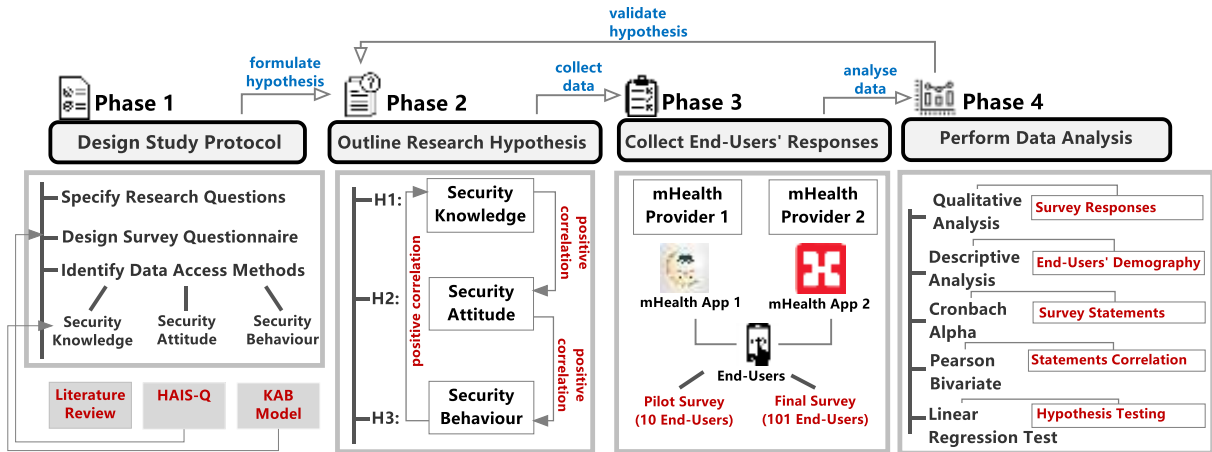 validate
hypothesis
formulate
hypothesis
collect
data
analyse
data
Phase 1
Phase 2
Phase 3
Phase 4
Design Study Protocol
Outline Research Hypothesis
Collect End-Users' Responses
Perform Data Analysis
Specify Research Questions
Design Survey Questionnaire
Identify Data Access Methods
Security
Knowledge
Security
Attitude
Security
Behaviour
Literature
Review
HAIS-Q
KAB
Model
H1:
Security
Knowledge
positive
correlation
positive correlation
H2:
Security
Attitude
positive
correlation
H3:
Security
Behaviour
mHealth
Provider 1
mHealth
Provider 2
mHealth App 1
mHealth App 2
End-Users
Pilot Survey
(10 End-Users)
Final Survey
(101 End-Users)
Qualitative
Analysis
Survey Responses
Descriptive
Analysis
End-Users' Demography
Cronbach
Alpha
Survey Statements
Pearson
Bivariate
Statements Correlation
Linear
Regression Test
Hypothesis Testing